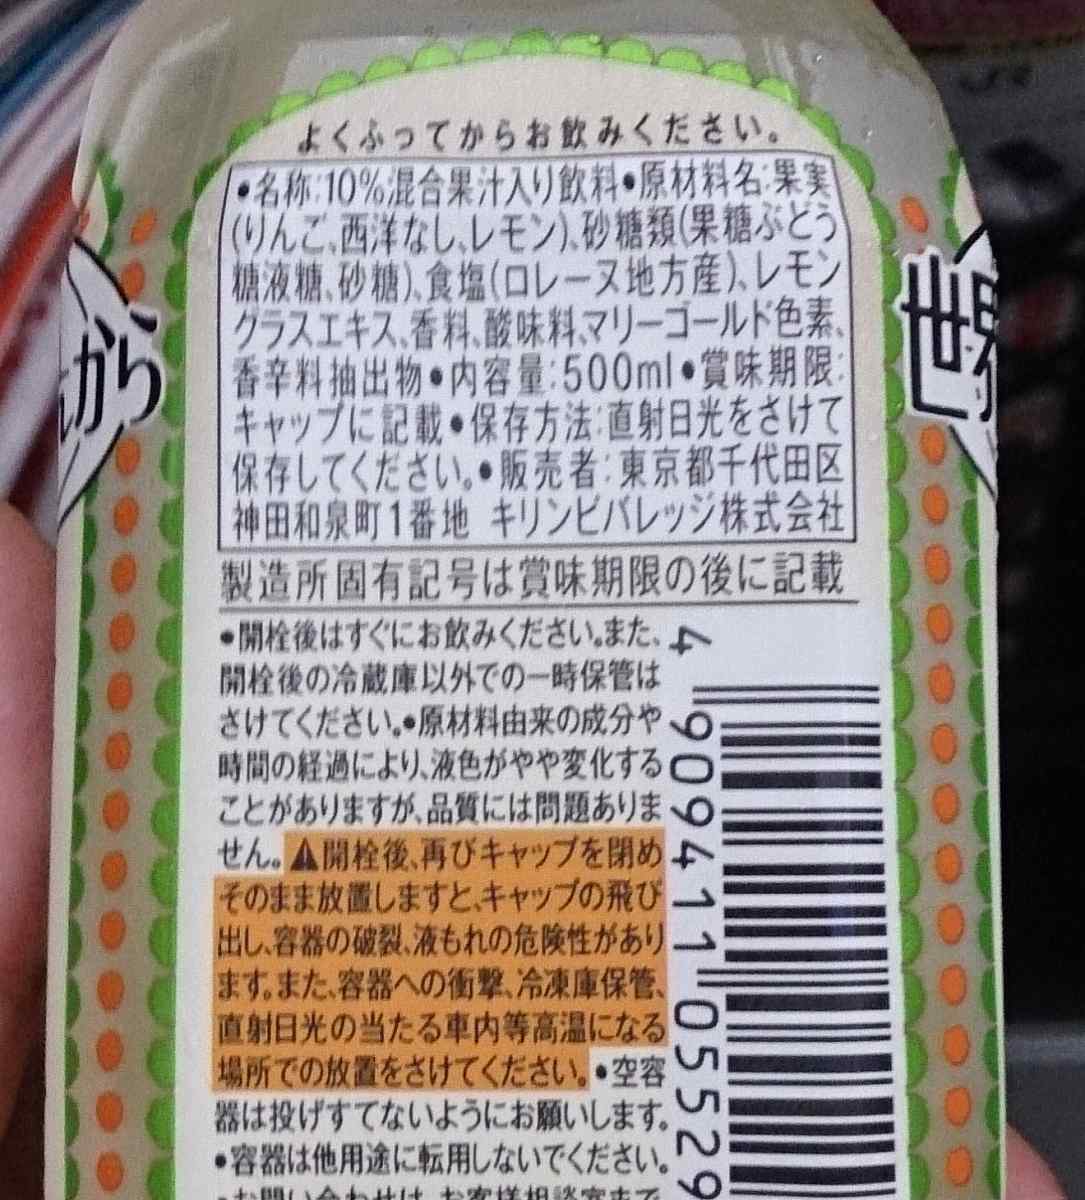 よくふってからお飲みください。
●名称:10%混合果汁入り飲料●原材料名:果実
(りんご、西洋なし、レモン)、砂糖類(果糖ぶどう
糖液糖、砂糖)、食塩(ロレーヌ地方産)、レモン
グラスエキス、香料、酸味料、マリーゴールド色素、
香辛料抽出物●内容量:500ml●賞味期限:
キャップに記載●保存方法:直射日光をさけて
保存してください。●販売者:東京都千代田区
神田和泉町1番地 キリンビバレッジ株式会社
製造所固有記号は賞味期限の後に記載
●開栓後はすぐにお飲みください。また、
開栓後の冷蔵庫以外での一時保管は
さけてください。●原材料由来の成分や
時間の経過により、液色がやや変化する
ことがありますが、品質には問題ありま
せん。⚠開栓後、再びキャップを閉め
そのまま放置しますと、キャップの飛び
出し、容器の破裂、液もれの危険性があり
ます。また、容器への衝撃、冷凍庫保管、
直射日光の当たる車内等高温になる
場所での放置をさけてください。●空容
器は投げすてないようにお願いします。
●容器は他用途に転用しないでください。
●お問い合わせは、お客様相談室まで
4 909411 05529
から
世界